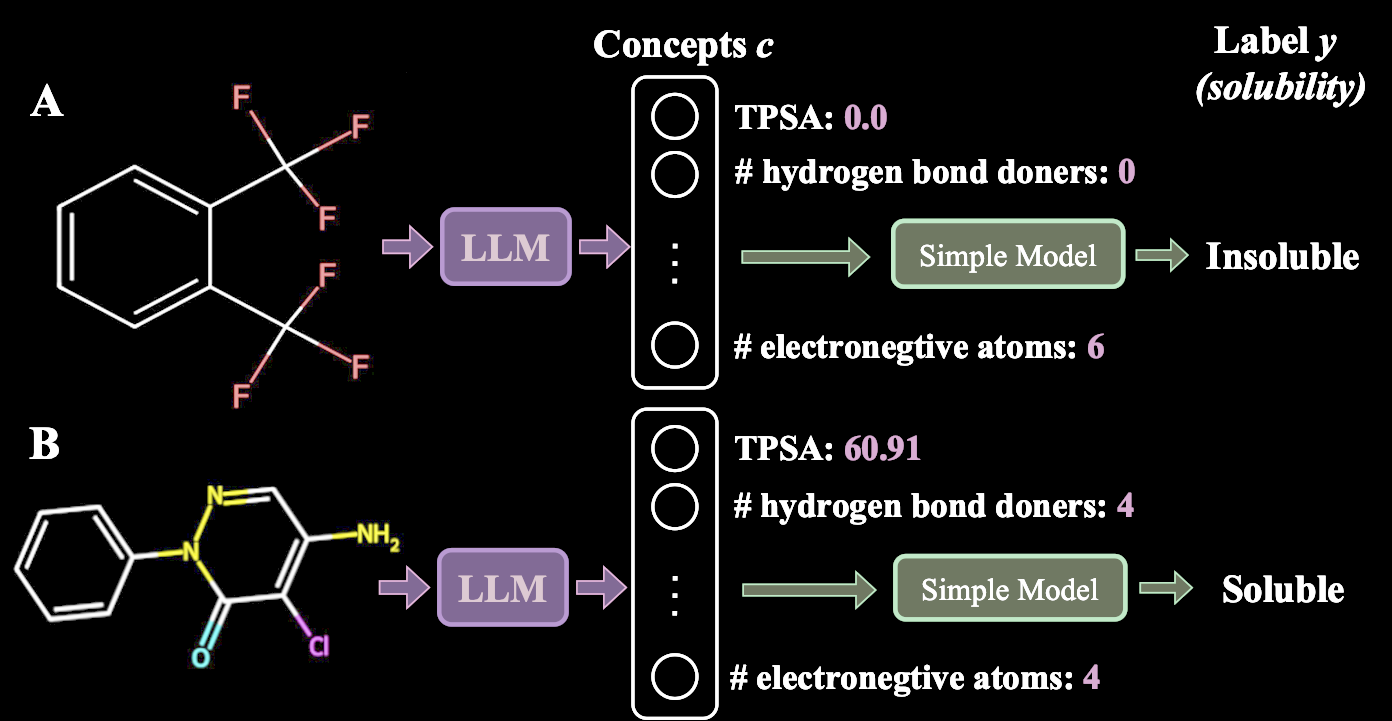 Concepts c
Label y
(solubility)
A
F
F
F
F
F
F
LLM
TPSA: 0.0
# hydrogen bond doners: 0
⋮
Simple Model
Insoluble
# electronegtive atoms: 6
B
N
N
NH2
O
Cl
LLM
TPSA: 60.91
# hydrogen bond doners: 4
⋮
Simple Model
Soluble
# electronegtive atoms: 4